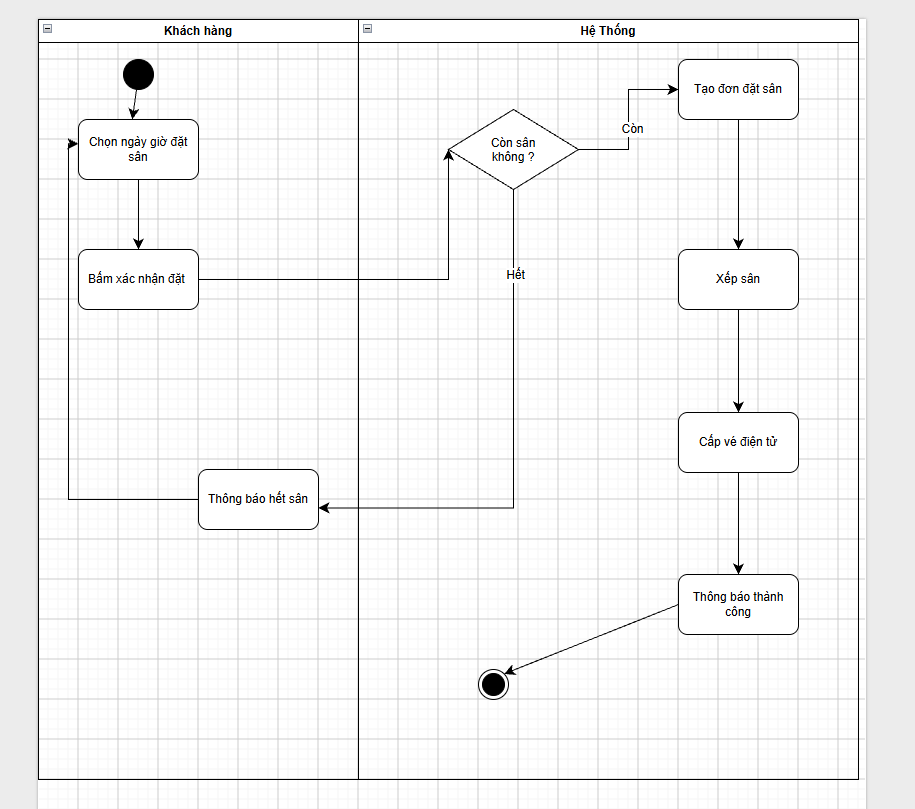 Khách hàng
Hệ Thống
Chọn ngày giờ đặt
sân
Bấm xác nhận đặt
Còn sân
không ?
Còn
Hết
Tạo đơn đặt sân
Xếp sân
Cấp vé điện tử
Thông báo hết sân
Thông báo thành
công